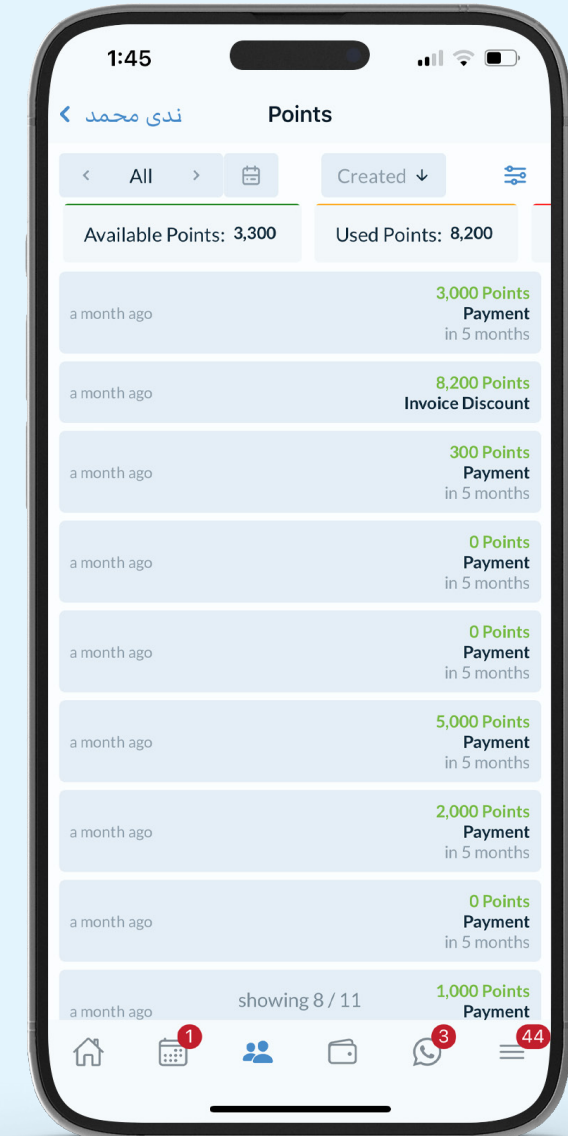 1:45
ندى محمد
Points
All
Created
Available Points: 3,300
Used Points: 8,200
3,000 Points
a month ago
Payment
in 5 months
8,200 Points
a month ago
Invoice Discount
300 Points
a month ago
Payment
in 5 months
0 Points
a month ago
Payment
in 5 months
0 Points
a month ago
Payment
in 5 months
5,000 Points
a month ago
Payment
in 5 months
2,000 Points
a month ago
Payment
in 5 months
0 Points
a month ago
Payment
in 5 months
1,000 Points
showing 8 / 11
a month ago
Payment
1
3
44